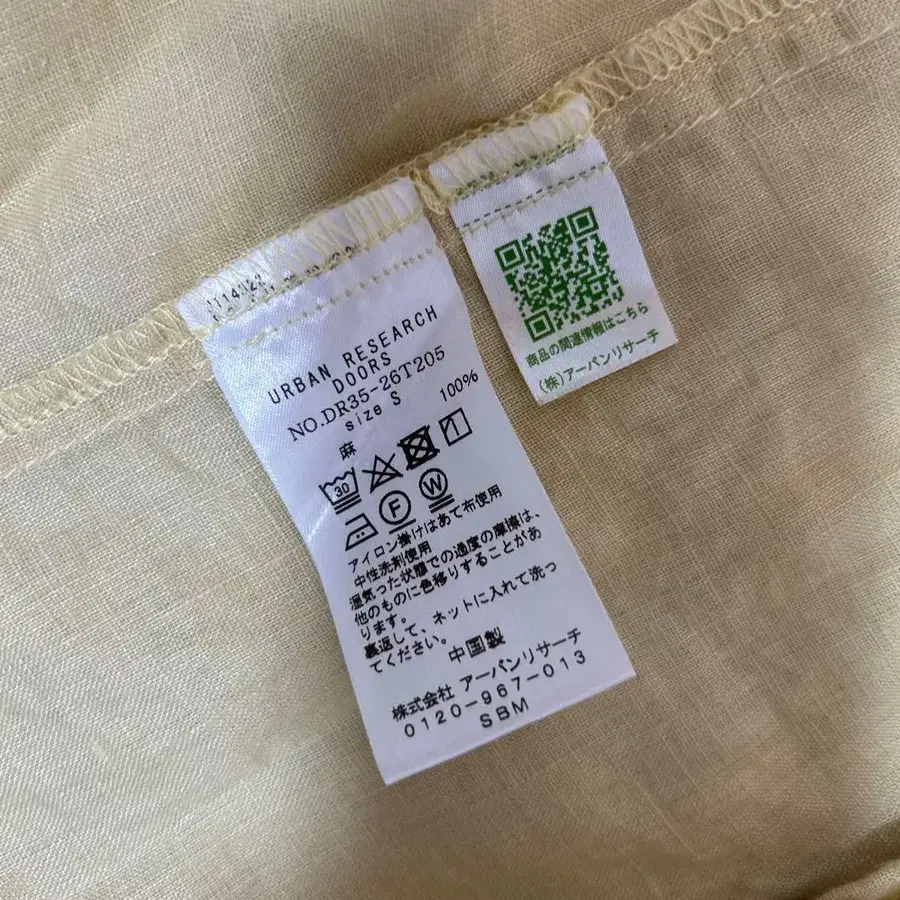 URBAN RESEARCH
DOORS
NO.DR35-26T205
size S
麻 100%
30
F W
アイロン掛けはあて布使用
中性洗剤使用
湿気った状態での過度の摩擦は、
他のものに色移りすることがあ
ります。
裏返して、ネットに入れて洗っ
てください。
中国製
株式会社 アーバンリサーチ
0120-967-013
SBM
商品の関連情報はこちら
(株)アーバンリサーチ